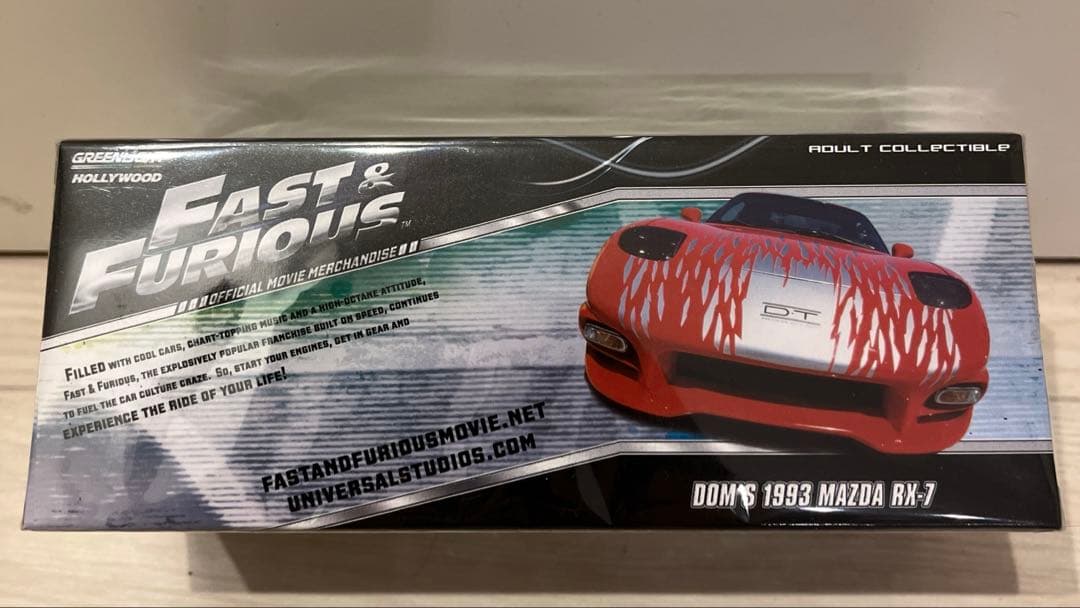 GREENLIGHT
HOLLYWOOD
FAST &
FURIOUS ™
OFFICIAL MOVIE MERCHANDISE
FILLED WITH COOL CARS, CHART-TOPPING MUSIC AND A HIGH-OCTANE ATTITUDE,
FAST & FURIOUS, THE EXPLOSIVELY POPULAR FRANCHISE BUILT ON SPEED, CONTINUES
TO FUEL THE CAR CULTURE CRAZE. SO, START YOUR ENGINES, GET IN GEAR AND
EXPERIENCE THE RIDE OF YOUR LIFE!
FASTANDFURIOUSMOVIE.NET
UNIVERSALSTUDIOS.COM
ADULT COLLECTIBLE
D-T
DOM'S 1993 MAZDA RX-7